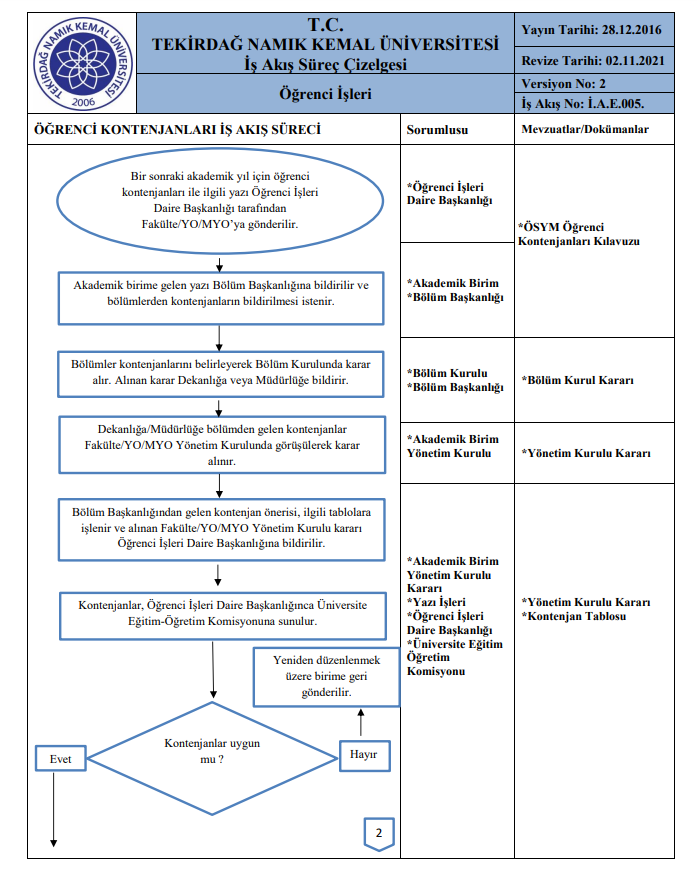 T.C.
TEKİRDAĞ NAMIK KEMAL ÜNİVERSİTESİ
İş Akış Süreç Çizelgesi
Öğrenci İşleri
Yayın Tarihi: 28.12.2016
Revize Tarihi: 02.11.2021
Versiyon No: 2
İş Akış No: İ.A.E.005.
TEKİRDAĞ NAMIK KEMAL ÜNİVERSİTESİ
2006
ÖĞRENCİ KONTENJANLARI İŞ AKIŞ SÜRECİ
Sorumlusu
Mevzuatlar/Dokümanlar
Bir sonraki akademik yıl için öğrenci
kontenjanları ile ilgili yazı Öğrenci İşleri
Daire Başkanlığı tarafından
Fakülte/YO/MYO'ya gönderilir.
*Öğrenci İşleri
Daire Başkanlığı
*ÖSYM Öğrenci
Kontenjanları Kılavuzu
Akademik birime gelen yazı Bölüm Başkanlığına bildirilir ve
bölümlerden kontenjanların bildirilmesi istenir.
*Akademik Birim
*Bölüm Başkanlığı
Bölümler kontenjanlarını belirleyerek Bölüm Kurulunda karar
alır. Alınan karar Dekanlığa veya Müdürlüğe bildirir.
*Bölüm Kurulu
*Bölüm Başkanlığı
*Bölüm Kurul Kararı
Dekanlığa/Müdürlüğe bölümden gelen kontenjanlar
Fakülte/YO/MYO Yönetim Kurulunda görüşülerek karar
alınır.
*Akademik Birim
Yönetim Kurulu
*Yönetim Kurulu Kararı
Bölüm Başkanlığından gelen kontenjan önerisi, ilgili tablolara
işlenir ve alınan Fakülte/YO/MYO Yönetim Kurulu kararı
Öğrenci İşleri Daire Başkanlığına bildirilir.
Kontenjanlar, Öğrenci İşleri Daire Başkanlığınca Üniversite
Eğitim-Öğretim Komisyonuna sunulur.
*Akademik Birim
Yönetim Kurulu
Kararı
*Yazı İşleri
*Öğrenci İşleri
Daire Başkanlığı
*Üniversite Eğitim
Öğretim
Komisyonu
*Yönetim Kurulu Kararı
*Kontenjan Tablosu
Yeniden düzenlenmek
üzere birime geri
gönderilir.
Kontenjanlar uygun
mu ?
Evet
Hayır
2